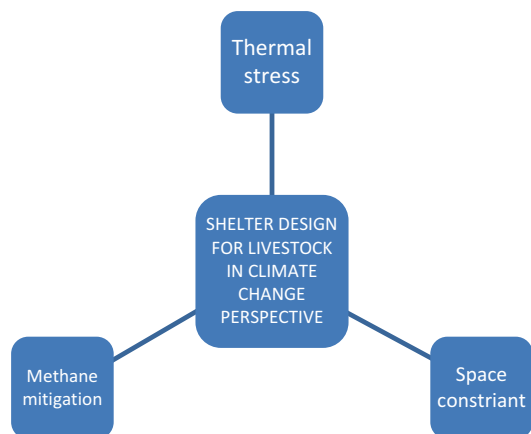 Thermal
stress
SHELTER DESIGN
FOR LIVESTOCK
IN CLIMATE
CHANGE
PERSPECTIVE
Methane
mitigation
Space
constriant